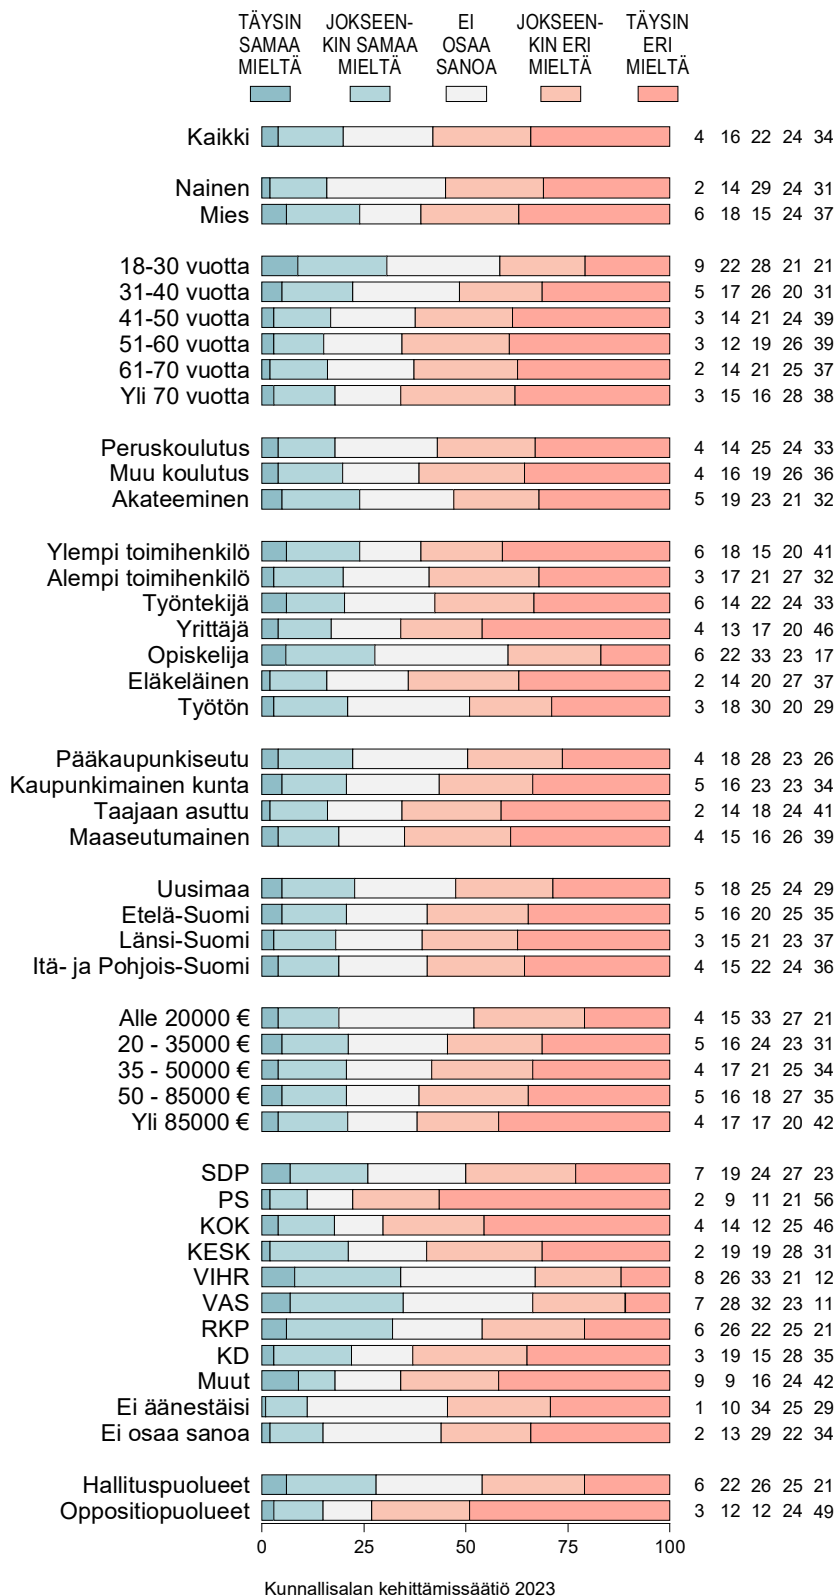 TÄYSIN JOKSEEN- EI JOKSEEN- TÄYSIN
SAMAA KIN SAMAA OSAA KIN ERI ERI
MIELTÄ MIELTÄ SANOA MIELTÄ MIELTÄ
Kaikki 4 16 22 24 34
Nainen 2 14 29 24 31
Mies 6 18 15 24 37
18-30 vuotta 9 22 28 21 21
31-40 vuotta 5 17 26 20 31
41-50 vuotta 3 14 21 24 39
51-60 vuotta 3 12 19 26 39
61-70 vuotta 2 14 21 25 37
Yli 70 vuotta 3 15 16 28 38
Peruskoulutus 4 14 25 24 33
Muu koulutus 4 16 19 26 36
Akateeminen 5 19 23 21 32
Ylempi toimihenkilö 6 18 15 20 41
Alempi toimihenkilö 3 17 21 27 32
Työntekijä 6 14 22 24 33
Yrittäjä 4 13 17 20 46
Opiskelija 6 22 33 23 17
Eläkeläinen 2 14 20 27 37
Työtön 3 18 30 20 29
Pääkaupunkiseutu 4 18 28 23 26
Kaupunkimainen kunta 5 16 23 23 34
Taajaan asuttu 2 14 18 24 41
Maaseutumainen 4 15 16 26 39
Uusimaa 5 18 25 24 29
Etelä-Suomi 5 16 20 25 35
Länsi-Suomi 3 15 21 23 37
Itä- ja Pohjois-Suomi 4 15 22 24 36
Alle 20000 € 4 15 33 27 21
20 - 35000 € 5 16 24 23 31
35 - 50000 € 4 17 21 25 34
50 - 85000 € 5 16 18 27 35
Yli 85000 € 4 17 17 20 42
SDP 7 19 24 27 23
PS 2 9 11 21 56
KOK 4 14 12 25 46
KESK 2 19 19 28 31
VIHR 8 26 33 21 12
VAS 7 28 32 23 11
RKP 6 26 22 25 21
KD 3 19 15 28 35
Muut 9 9 16 24 42
Ei äänestäisi 1 10 34 25 29
Ei osaa sanoa 2 13 29 22 34
Hallituspuolueet 6 22 26 25 21
Oppositiopuolueet 3 12 12 24 49
0 25 50 75 100
Kunnallisalan kehittämissäätiö 2023